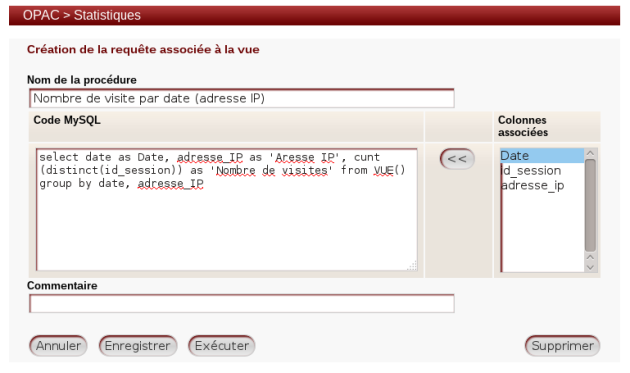 OPAC > Statistiques
Création de la requête associée à la vue
Nom de la procédure
Nombre de visite par date (adresse IP)
Code MySQL
Colonnes
associées
select date as Date, adresse_IP as 'Aresse IP', cunt
(distinct(id_session)) as 'Nombre de visites' from VUE()
group by date, adresse_IP
<<
Date
id_session
adresse_ip
Commentaire
Annuler Enregistrer Exécuter Supprimer